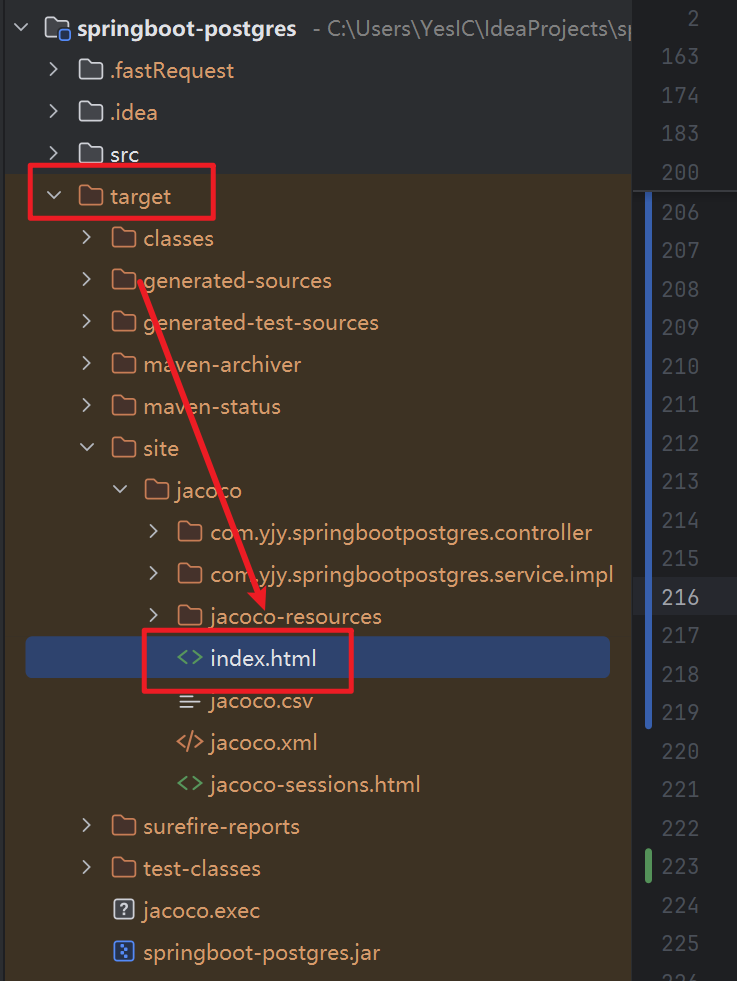 springboot-postgres - C:\Users\YesIC\IdeaProjects\s
.fastRequest
.idea
src
target
classes
generated-sources
generated-test-sources
maven-archiver
maven-status
site
jacoco
com.yjy.springbootpostgres.controller
com.yjy.springbootpostgres.service.impl
jacoco-resources
index.html
jacoco.csv
jacoco.xml
jacoco-sessions.html
surefire-reports
test-classes
jacoco.exec
springboot-postgres.jar
2
163
174
183
200
206
207
208
209
210
211
212
213
214
215
216
217
218
219
220
221
222
223
224
225